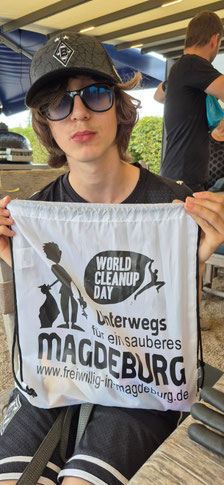 WORLD
CLEANUP
DAY
Unterwegs
für ein sauberes
MAGDEBURG
www.freiwillig-in-magdeburg.de